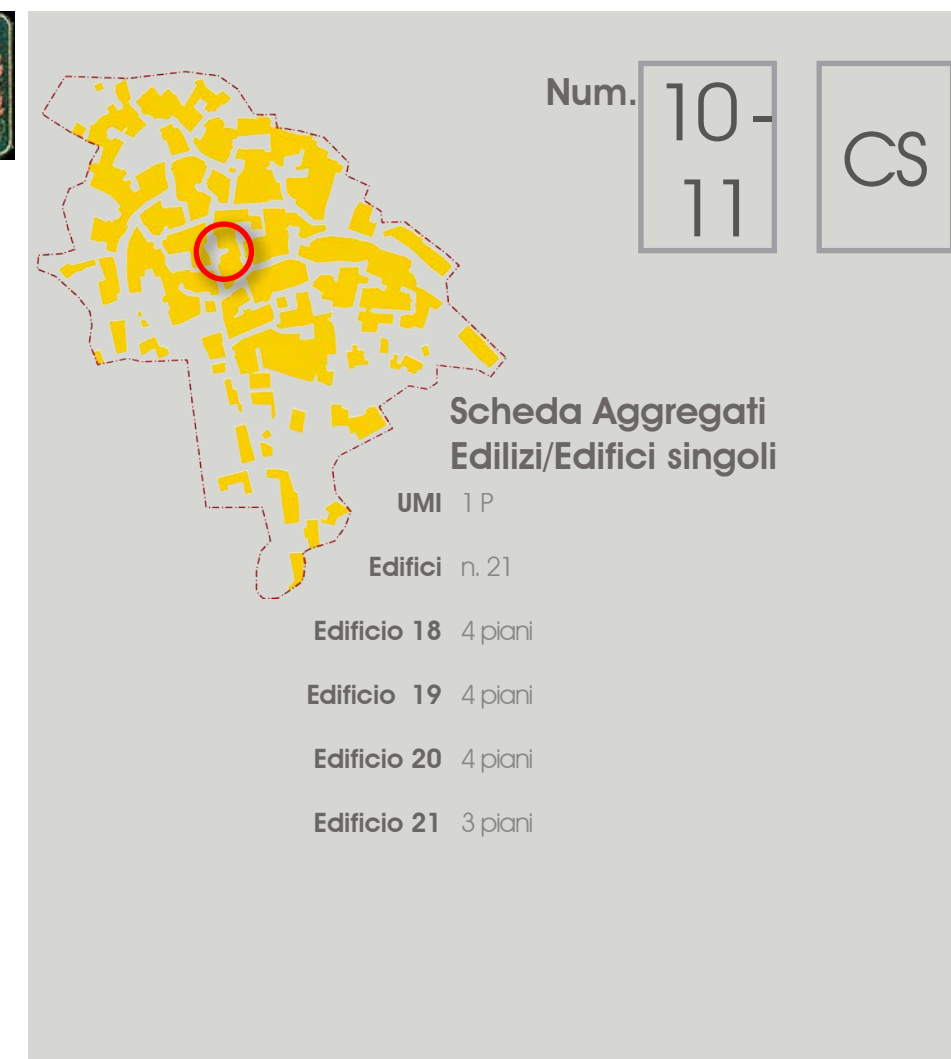 Num.
10-
11
CS
Scheda Aggregati
Edilizi/Edifici singoli
UMI 1 P
Edifici n. 21
Edificio 18 4 piani
Edificio 19 4 piani
Edificio 20 4 piani
Edificio 21 3 piani